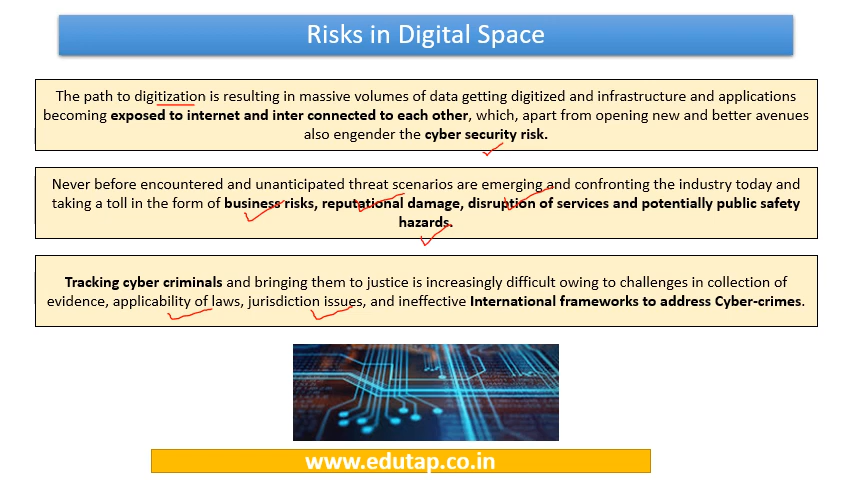 Risks in Digital Space
The path to digitization is resulting in massive volumes of data getting digitized and infrastructure and applications
becoming exposed to internet and inter connected to each other, which, apart from opening new and better avenues
also engender the cyber security risk.
Never before encountered and unanticipated threat scenarios are emerging and confronting the industry today and
taking a toll in the form of business risks, reputational damage, disruption of services and potentially public safety
hazards.
Tracking cyber criminals and bringing them to justice is increasingly difficult owing to challenges in collection of
evidence, applicability of laws, jurisdiction issues, and ineffective International frameworks to address Cyber-crimes.
www.edutap.co.in